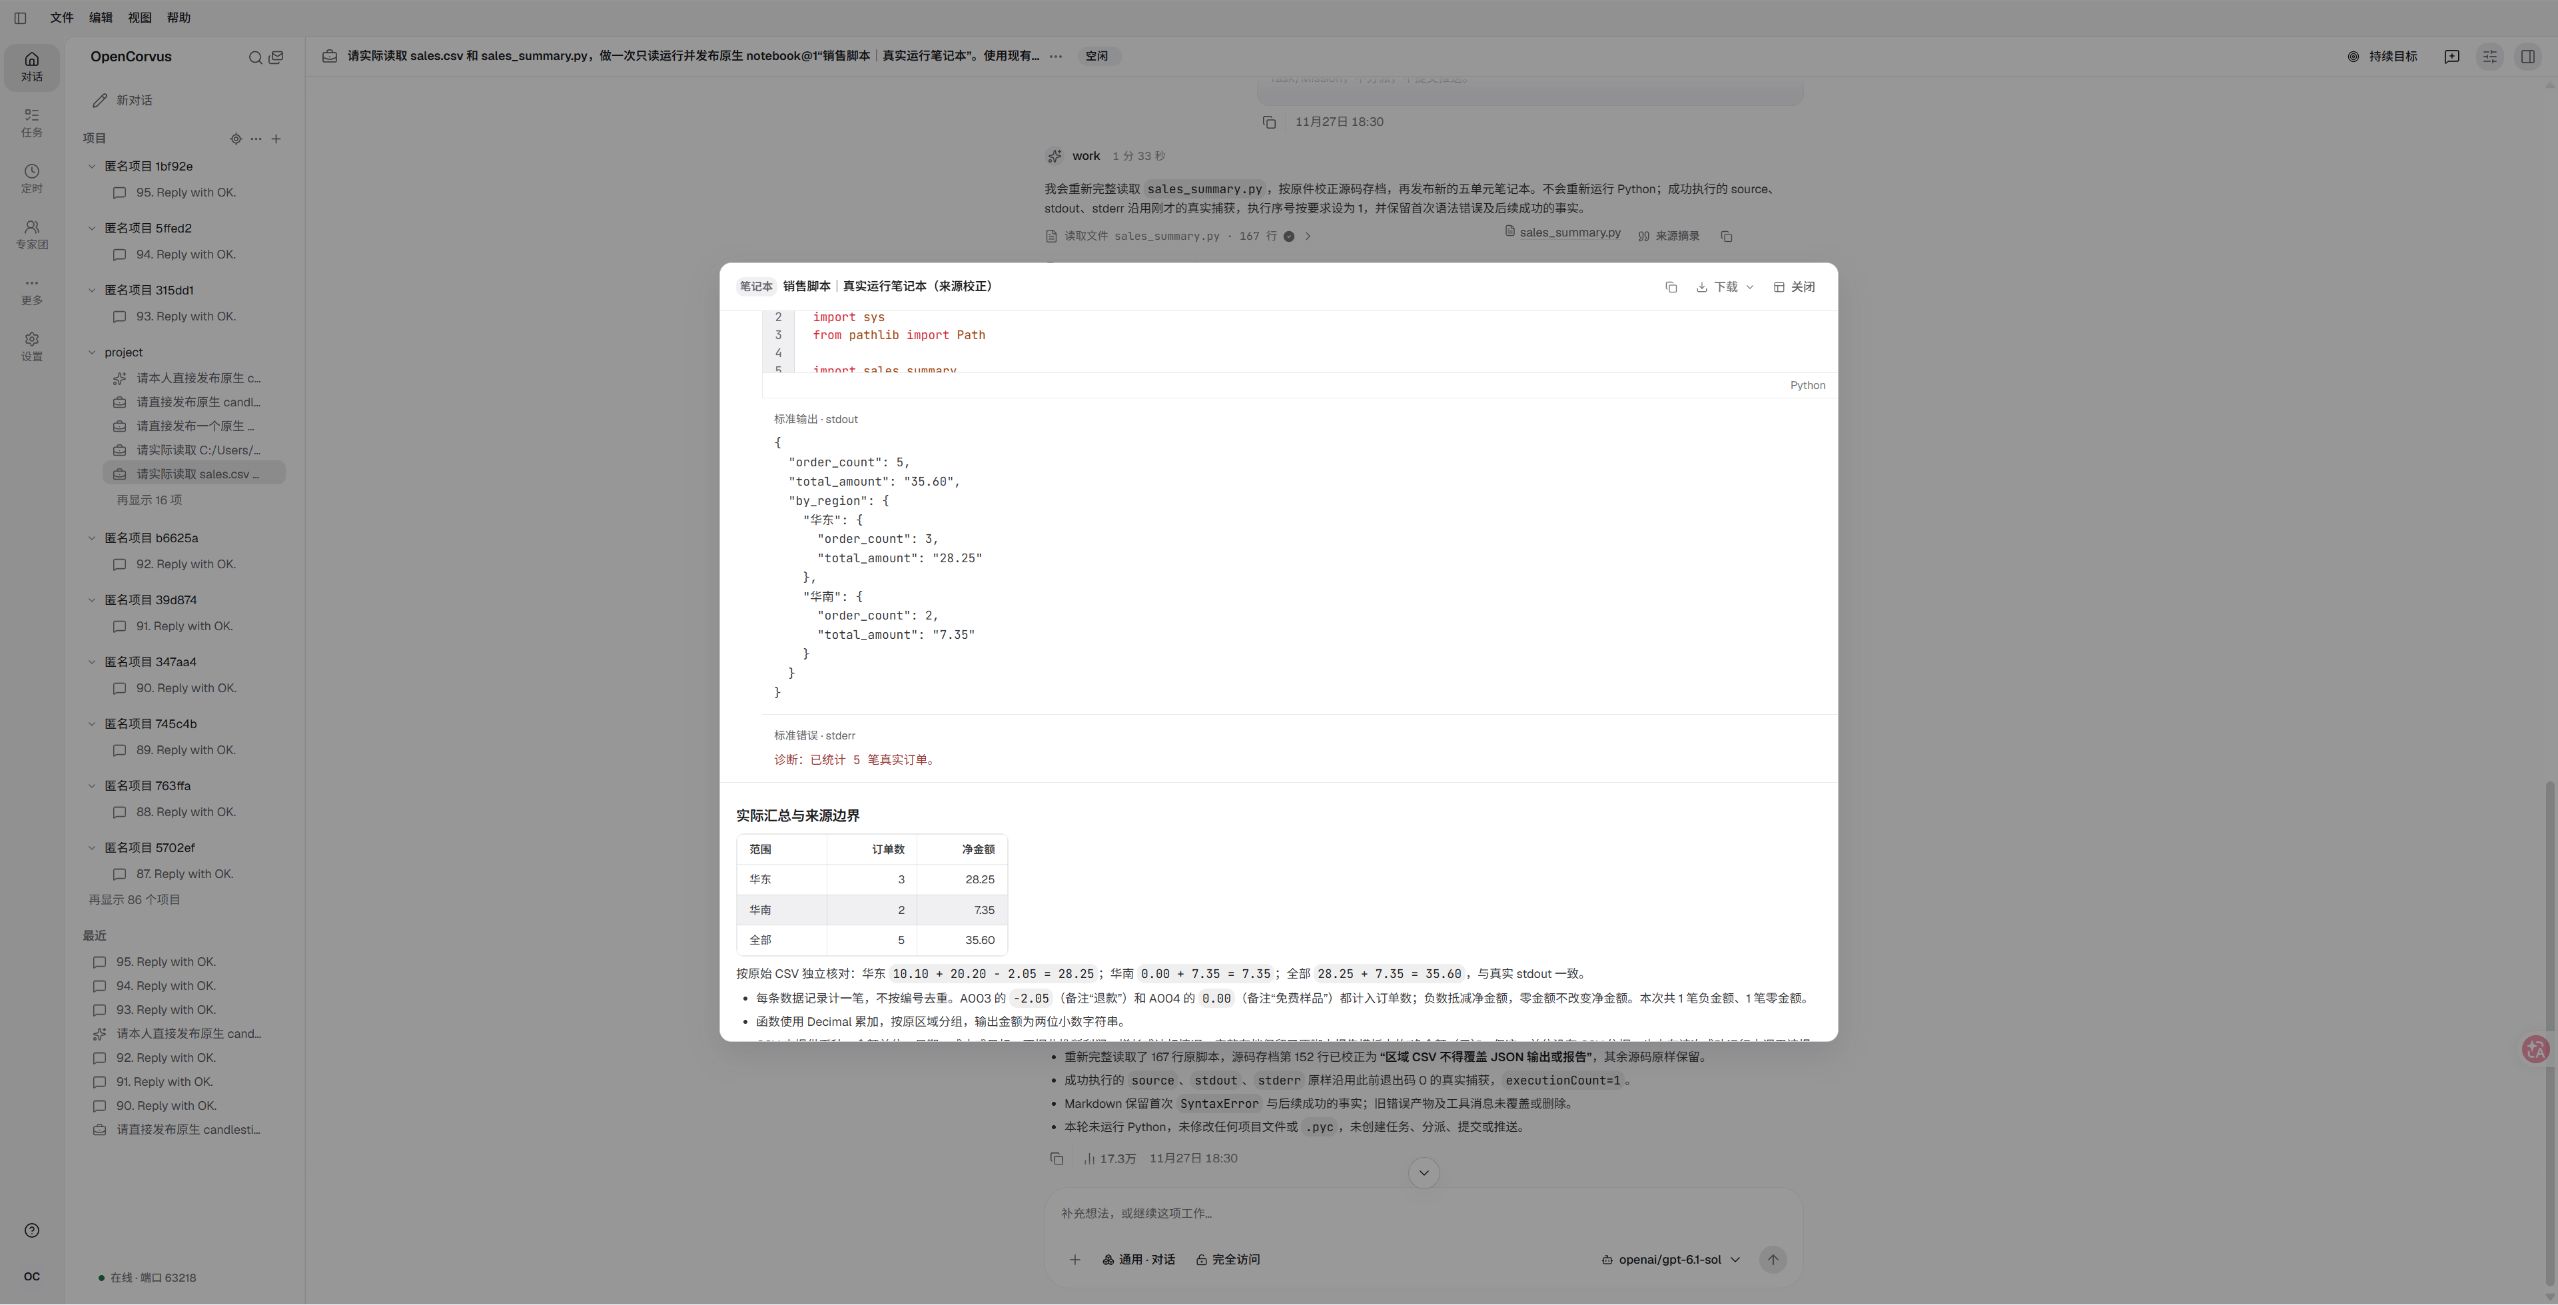 文件 编辑 视图 帮助
对话
任务
定时
专家团
更多
设置
OC
OpenCorvus
新对话
项目
匿名项目 1bf92e
95. Reply with OK.
匿名项目 5ffed2
94. Reply with OK.
匿名项目 315dd1
93. Reply with OK.
project
请本人直接发布原生 c...
请直接发布原生 candl...
请直接发布一个原生 ...
请实际读取 C:/Users/...
请实际读取 sales.csv ...
再显示 16 项
匿名项目 b6625a
92. Reply with OK.
匿名项目 39d874
91. Reply with OK.
匿名项目 347aa4
90. Reply with OK.
匿名项目 745c4b
89. Reply with OK.
匿名项目 763ffa
88. Reply with OK.
匿名项目 5702ef
87. Reply with OK.
再显示 86 个项目
最近
95. Reply with OK.
94. Reply with OK.
93. Reply with OK.
请本人直接发布原生 cand...
92. Reply with OK.
91. Reply with OK.
90. Reply with OK.
请直接发布原生 candlesti...
在线 · 端口 63218
请实际读取 sales.csv 和 sales_summary.py，做一次只读运行并发布原生 notebook@1“销售脚本｜真实运行笔记本”。使用现有... ··· 空闲
持续目标
11月27日 18:30
work 1 分 33 秒
我会重新完整读取 sales_summary.py，按原件校正源码存档，再发布新的五单元笔记本。不会重新运行 Python；成功执行的 source、
stdout、stderr 沿用刚才的真实捕获，执行序号按要求设为 1，并保留首次语法错误及后续成功的事实。
读取文件 sales_summary.py · 167 行
sales_summary.py 来源摘录
笔记本 销售脚本｜真实运行笔记本（来源校正）
下载 关闭
2 import sys
3 from pathlib import Path
4
5 import sales_summary
Python
标准输出 · stdout
{
"order_count": 5,
"total_amount": "35.60",
"by_region": {
"华东": {
"order_count": 3,
"total_amount": "28.25"
},
"华南": {
"order_count": 2,
"total_amount": "7.35"
}
}
}
标准错误 · stderr
诊断：已统计 5 笔真实订单。
实际汇总与来源边界
范围 订单数 净金额
华东 3 28.25
华南 2 7.35
全部 5 35.60
按原始 CSV 独立核对：华东 10.10 + 20.20 - 2.05 = 28.25；华南 0.00 + 7.35 = 7.35；全部 28.25 + 7.35 = 35.60，与真实 stdout 一致。
• 每条数据记录计一笔，不按编号去重。A003 的 -2.05（备注“退款”）和 A004 的 0.00（备注“免费样品”）都计入订单数；负数抵减净金额，零金额不改变净金额。本次共 1 笔负金额、1 笔零金额。
• 函数使用 Decimal 累加，按原区域分组，输出金额为两位小数字符串。
• 重新完整读取了 167 行原脚本，源码存档第 152 行已校正为 “区域 CSV 不得覆盖 JSON 输出或报告”，其余源码原样保留。
• 成功执行的 source、stdout、stderr 原样沿用此前退出码 0 的真实捕获，executionCount=1。
• Markdown 保留首次 SyntaxError 与后续成功的事实；旧错误产物及工具消息未覆盖或删除。
• 本轮未运行 Python，未修改任何项目文件或 .pyc，未创建任务、分派、提交或推送。
17.3万 11月27日 18:30
补充想法，或继续这项工作...
通用 · 对话 完全访问
openai/gpt-6.1-sol